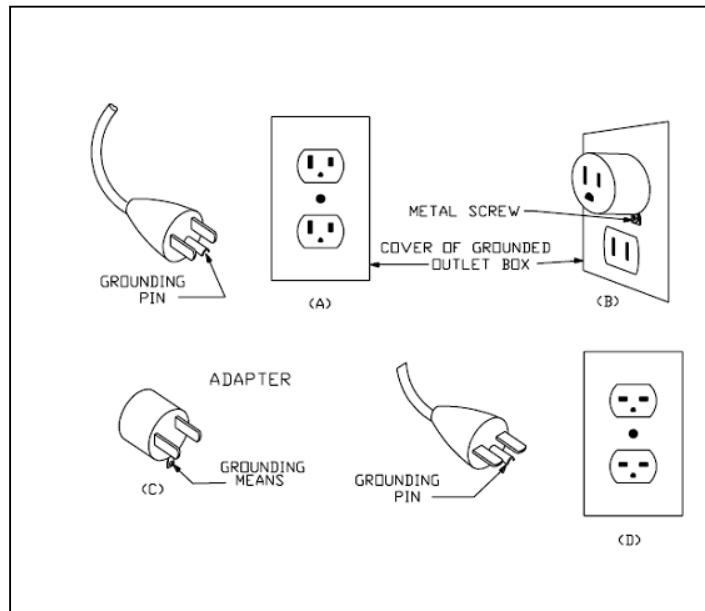 METAL SCREW
COVER OF GROUNDED
OUTLET BOX
GROUNDING
PIN
(A)
(B)
ADAPTER
GROUNDING
MEANS
(C)
GROUNDING
PIN
(D)